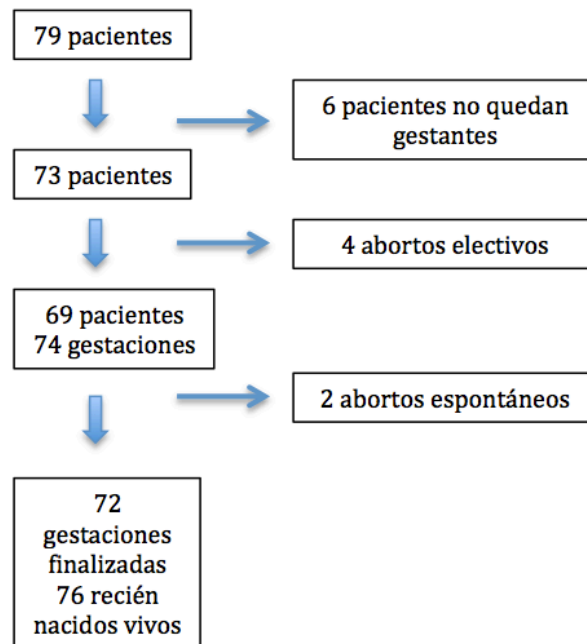 79 pacientes
6 pacientes no quedan
gestantes
73 pacientes
4 abortos electivos
69 pacientes
74 gestaciones
2 abortos espontáneos
72
gestaciones
finalizadas
76 recién
nacidos vivos